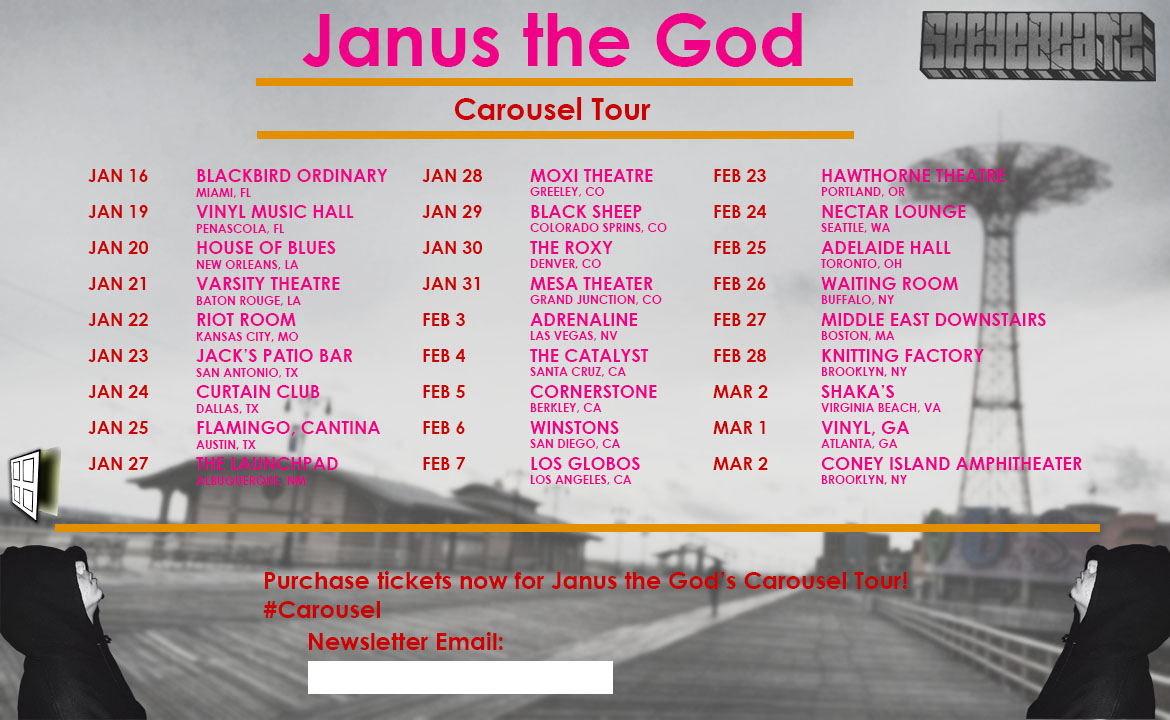 Janus the God
SEEYEREATZ
Carousel Tour
JAN 16 BLACKBIRD ORDINARY
MIAMI, FL
JAN 19 VINYL MUSIC HALL
PENASCOLA, FL
JAN 20 HOUSE OF BLUES
NEW ORLEANS, LA
JAN 21 VARSITY THEATRE
BATON ROUGE, LA
JAN 22 RIOT ROOM
KANSAS CITY, MO
JAN 23 JACK'S PATIO BAR
SAN ANTONIO, TX
JAN 24 CURTAIN CLUB
DALLAS, TX
JAN 25 FLAMINGO, CANTINA
AUSTIN, TX
JAN 27 THE LAUNCHPAD
ALBUQUERQUE, NM
JAN 28 MOXI THEATRE
GREELEY, CO
JAN 29 BLACK SHEEP
COLORADO SPRINS, CO
JAN 30 THE ROXY
DENVER, CO
JAN 31 MESA THEATER
GRAND JUNCTION, CO
FEB 3 ADRENALINE
LAS VEGAS, NV
FEB 4 THE CATALYST
SANTA CRUZ, CA
FEB 5 CORNERSTONE
BERKLEY, CA
FEB 6 WINSTONS
SAN DIEGO, CA
FEB 7 LOS GLOBOS
LOS ANGELES, CA
FEB 23 HAWTHORNE THEATRE
PORTLAND, OR
FEB 24 NECTAR LOUNGE
SEATTLE, WA
FEB 25 ADELAIDE HALL
TORONTO, OH
FEB 26 WAITING ROOM
BUFFALO, NY
FEB 27 MIDDLE EAST DOWNSTAIRS
BOSTON, MA
FEB 28 KNITTING FACTORY
BROOKLYN, NY
MAR 2 SHAKA'S
VIRGINIA BEACH, VA
MAR 1 VINYL, GA
ATLANTA, GA
MAR 2 CONEY ISLAND AMPHITEATER
BROOKLYN, NY
Purchase tickets now for Janus the God's Carousel Tour!
#Carousel
Newsletter Email: